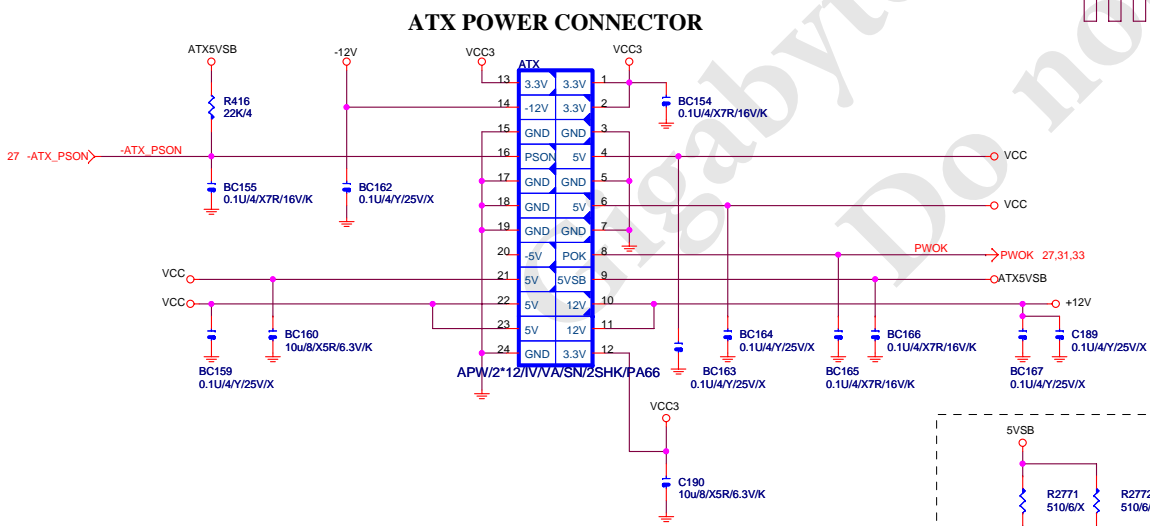 ATX POWER CONNECTOR
ATX5VSB
-12V
VCC3
VCC3
ATX
R416
22K/4
13 3.3V 3.3V 1
14 -12V 3.3V 2
15 GND GND 3
16 PSON 5V 4
17 GND GND 5
18 GND 5V 6
19 GND GND 7
20 -5V POK 8
21 5V 5VSB 9
22 5V 12V 10
23 5V 12V 11
24 GND 3.3V 12
APW/2*12/IV/VA/SN/2SHK/PA66
BC154
0.1U/4/X7R/16V/K
27 -ATX_PSON
-ATX_PSON
BC155
0.1U/4/X7R/16V/K
BC162
0.1U/4/Y/25V/X
VCC
VCC
PWOK
PWOK 27,31,33
VCC
ATX5VSB
VCC
+12V
BC160
10u/8/X5R/6.3V/K
BC159
0.1U/4/Y/25V/X
BC164
0.1U/4/Y/25V/X
BC166
0.1U/4/X7R/16V/K
C189
0.1U/4/Y/25V/X
BC163
0.1U/4/Y/25V/X
BC165
0.1U/4/X7R/16V/K
BC167
0.1U/4/Y/25V/X
VCC3
C190
10u/8/X5R/6.3V/K
5VSB
R2771
510/6/X
R2772
510/6/
Gigabyte
Do no